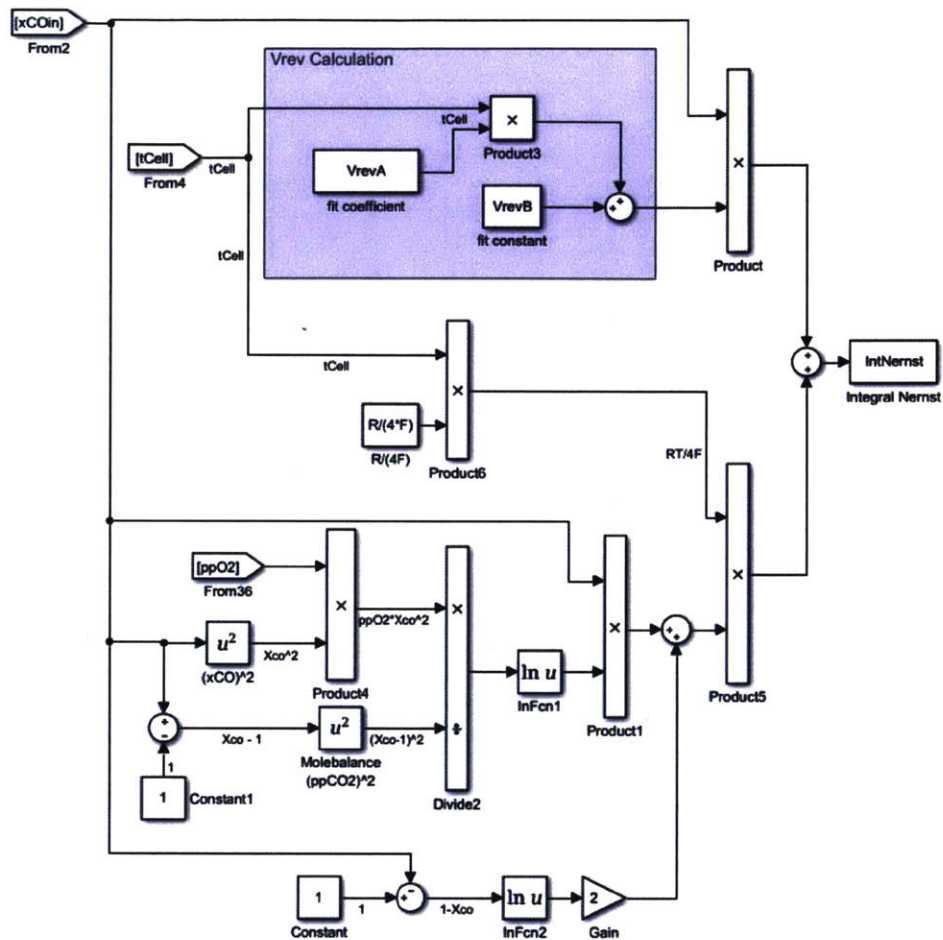 [xCOin]
From2
Vrev Calculation
tCell
×
Product3
[tCell]
From4
tCell
VrevA
fit coefficient
VrevB
fit constant
+
+
×
Product
tCell
tCell
×
R/(4*F)
R/(4F)
Product6
+
+
IntNernst
Integral Nernst
RT/4F
[ppO2]
From36
×
ppO2*Xco^2
u²
(xCO)^2
Xco^2
Product4
×
÷
Divide2
ln u
lnFcn1
×
Product1
+
+
×
Product5
+
−
Xco - 1
u²
Molebalance
(ppCO2)^2
(Xco-1)^2
1
1
Constant1
1
Constant
1
+
−
1-Xco
ln u
lnFcn2
2
Gain